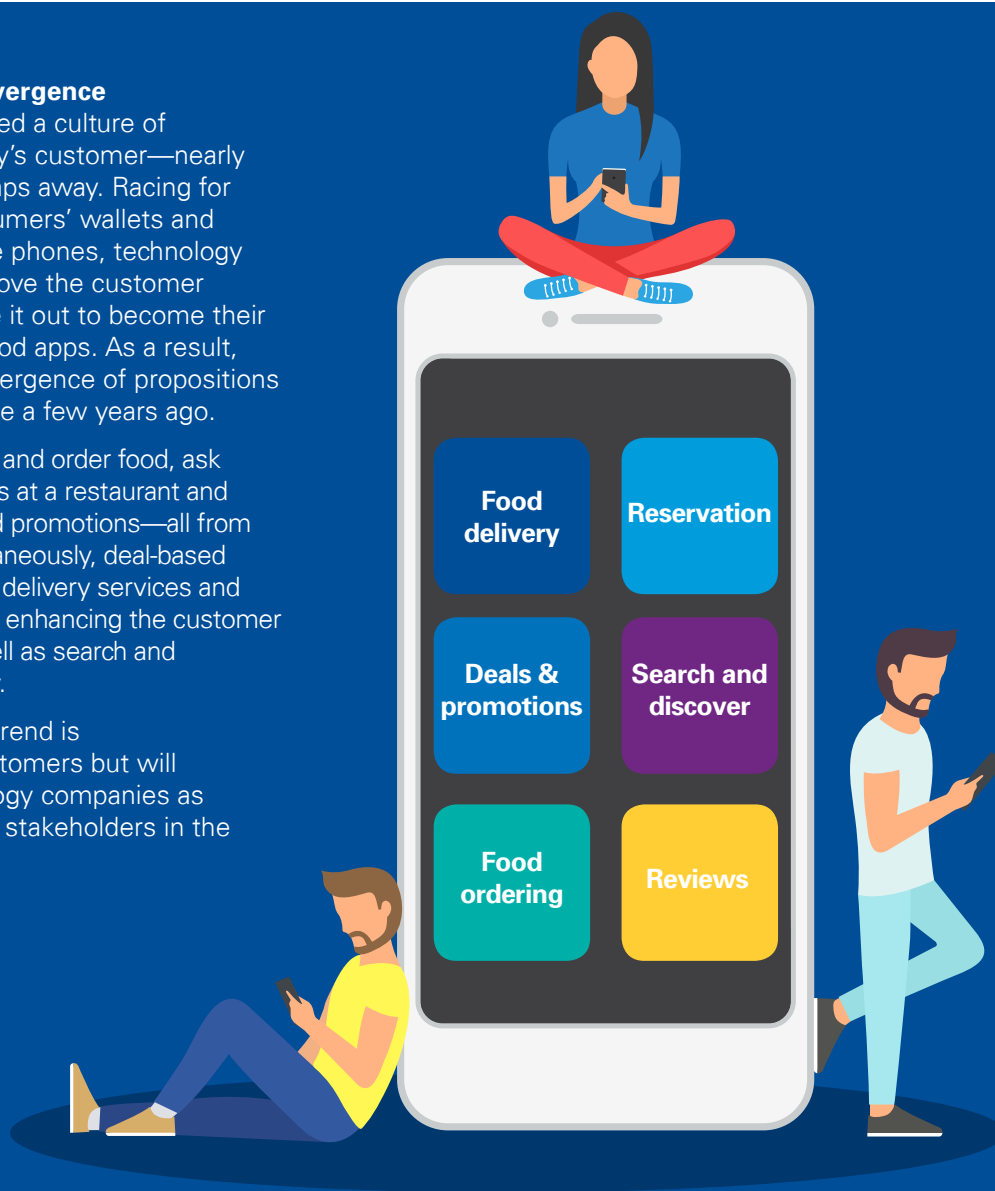 vergence
ed a culture of
y's customer—nearly
aps away. Racing for
umers' wallets and
e phones, technology
ove the customer
e it out to become their
od apps. As a result,
ergence of propositions
e a few years ago.
and order food, ask
s at a restaurant and
d promotions—all from
aneously, deal-based
delivery services and
enhancing the customer
ell as search and
.
rend is
tomers but will
ogy companies as
stakeholders in the
Food
delivery
Reservation
Deals &
promotions
Search and
discover
Food
ordering
Reviews